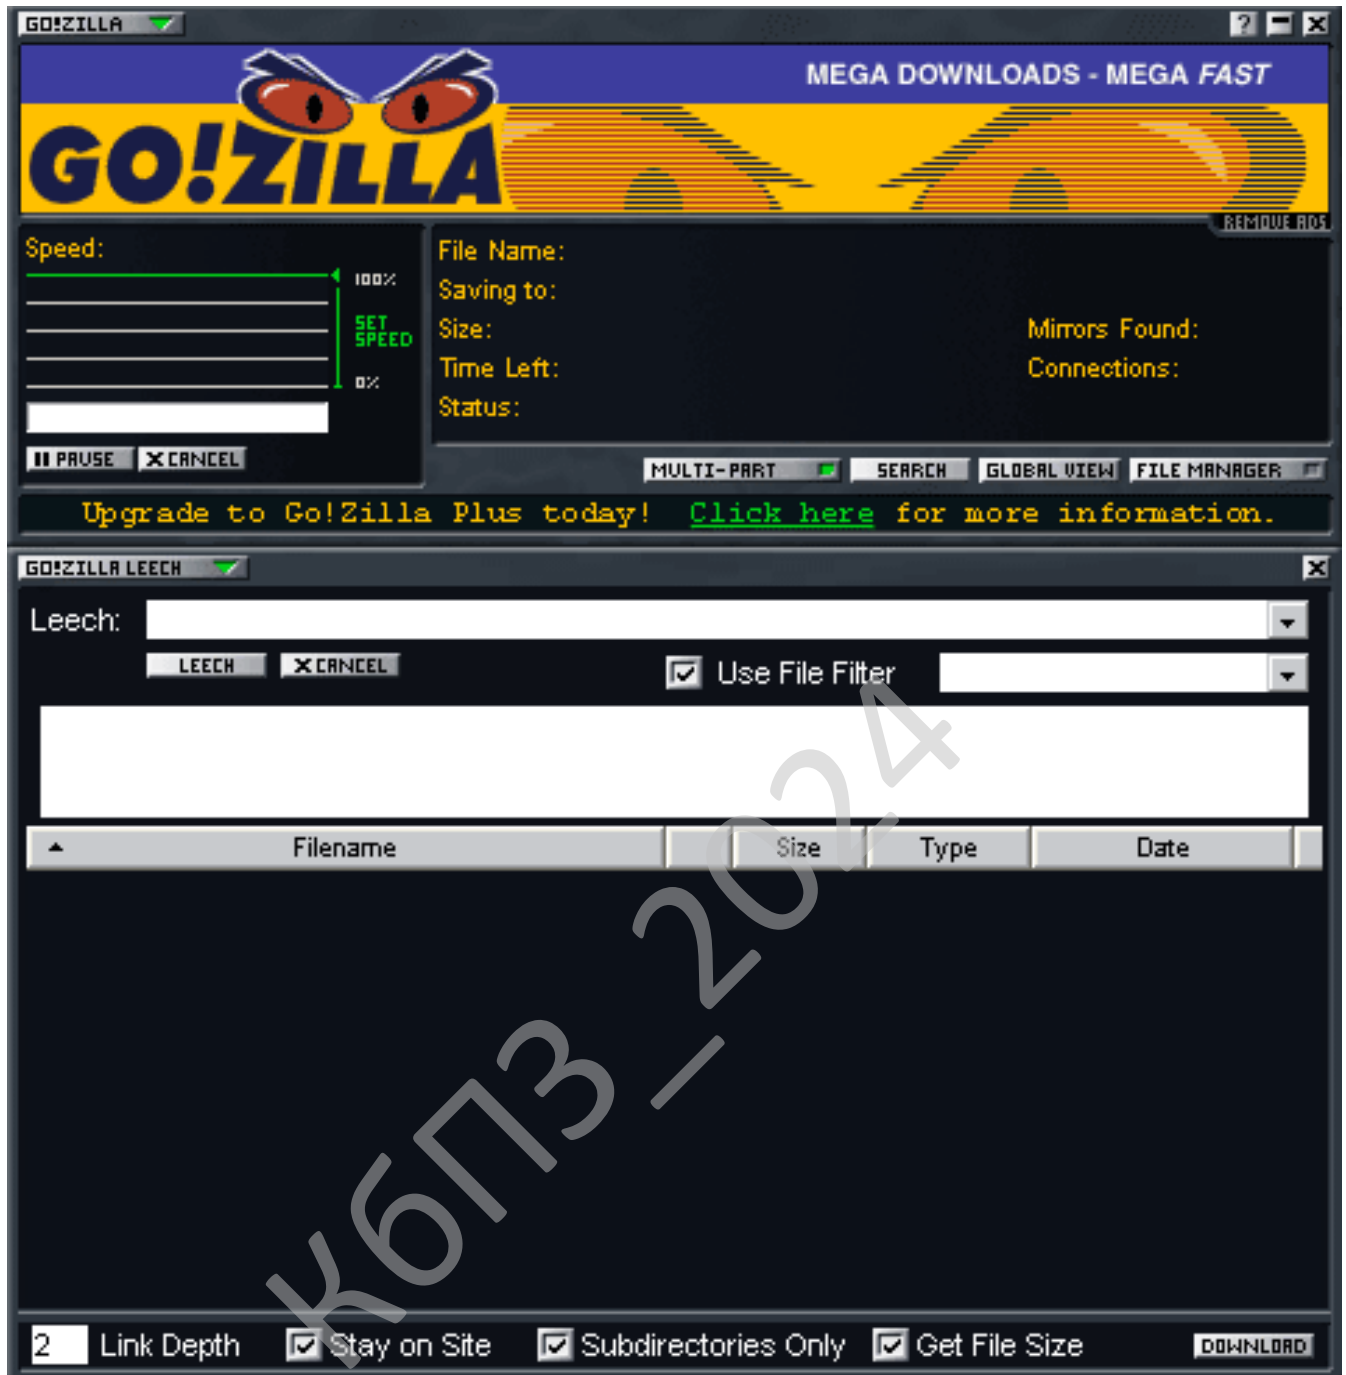 GO!ZILLA
?
MEGA DOWNLOADS - MEGA FAST
GO!ZILLA
REMOVE ADS
Speed:
100%
SET
SPEED
0%
PAUSE X CANCEL
File Name:
Saving to:
Size:
Mirrors Found:
Time Left:
Connections:
Status:
MULTI-PART SEARCH GLOBAL VIEW FILE MANAGER
Upgrade to Go!Zilla Plus today! Click here for more information.
GO!ZILLA LEECH
Leech:
LEECH X CANCEL Use File Filter
Filename Size Type Date
2 Link Depth Stay on Site Subdirectories Only Get File Size DOWNLOAD
КБПЗ_2024